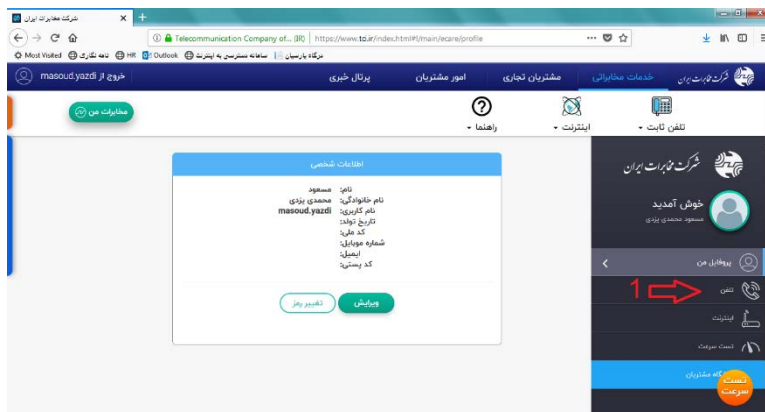 شرکت مخابرات ایران
Telecommunication Company of... (IR) | https://www.tci.ir/index.html#!/main/ecare/profile
Most Visited نامه نگاری HR Outlook سامانه دسترسی به اینترنت درگاه پارسیان
شرکت مخابرات ایران خدمات مخابراتی مشتریان تجاری امور مشتریان پرتال خبری خروج از masoud.yazdi
تلفن ثابت اینترنت راهنما مخابرات من
شرکت مخابرات ایران
خوش آمدید
مسعود محمدی یزدی
پروفایل من
تلفن
1
اینترنت
تست سرعت
باشگاه مشتریان
تست سرعت
اطلاعات شخصی
نام: مسعود
نام خانوادگی: محمدی یزدی
نام کاربری: masoud.yazdi
تاریخ تولد:
کد ملی:
شماره موبایل:
ایمیل:
کد پستی:
ویرایش تغییر رمز